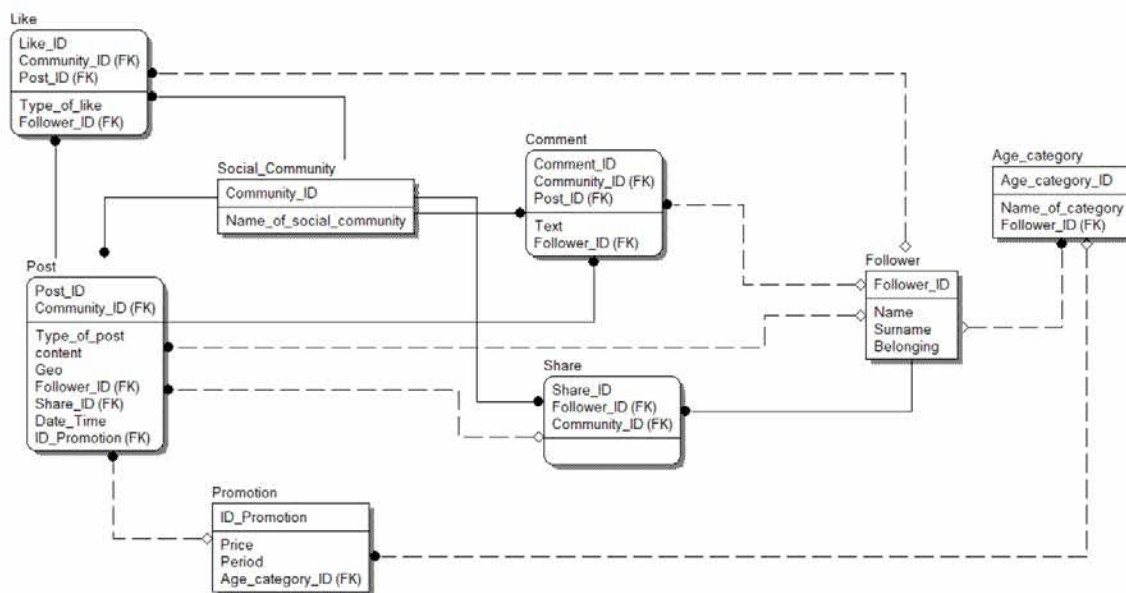 Like
Like_ID
Community_ID (FK)
Post_ID (FK)
Type_of_like
Follower_ID (FK)
Social_Community
Community_ID
Name_of_social_community
Comment
Comment_ID
Community_ID (FK)
Post_ID (FK)
Text
Follower_ID (FK)
Age_category
Age_category_ID
Name_of_category
Follower_ID (FK)
Post
Post_ID
Community_ID (FK)
Type_of_post
content
Geo
Follower_ID (FK)
Share_ID (FK)
Date_Time
ID_Promotion (FK)
Follower
Follower_ID
Name
Surname
Belonging
Share
Share_ID
Follower_ID (FK)
Community_ID (FK)
Promotion
ID_Promotion
Price
Period
Age_category_ID (FK)